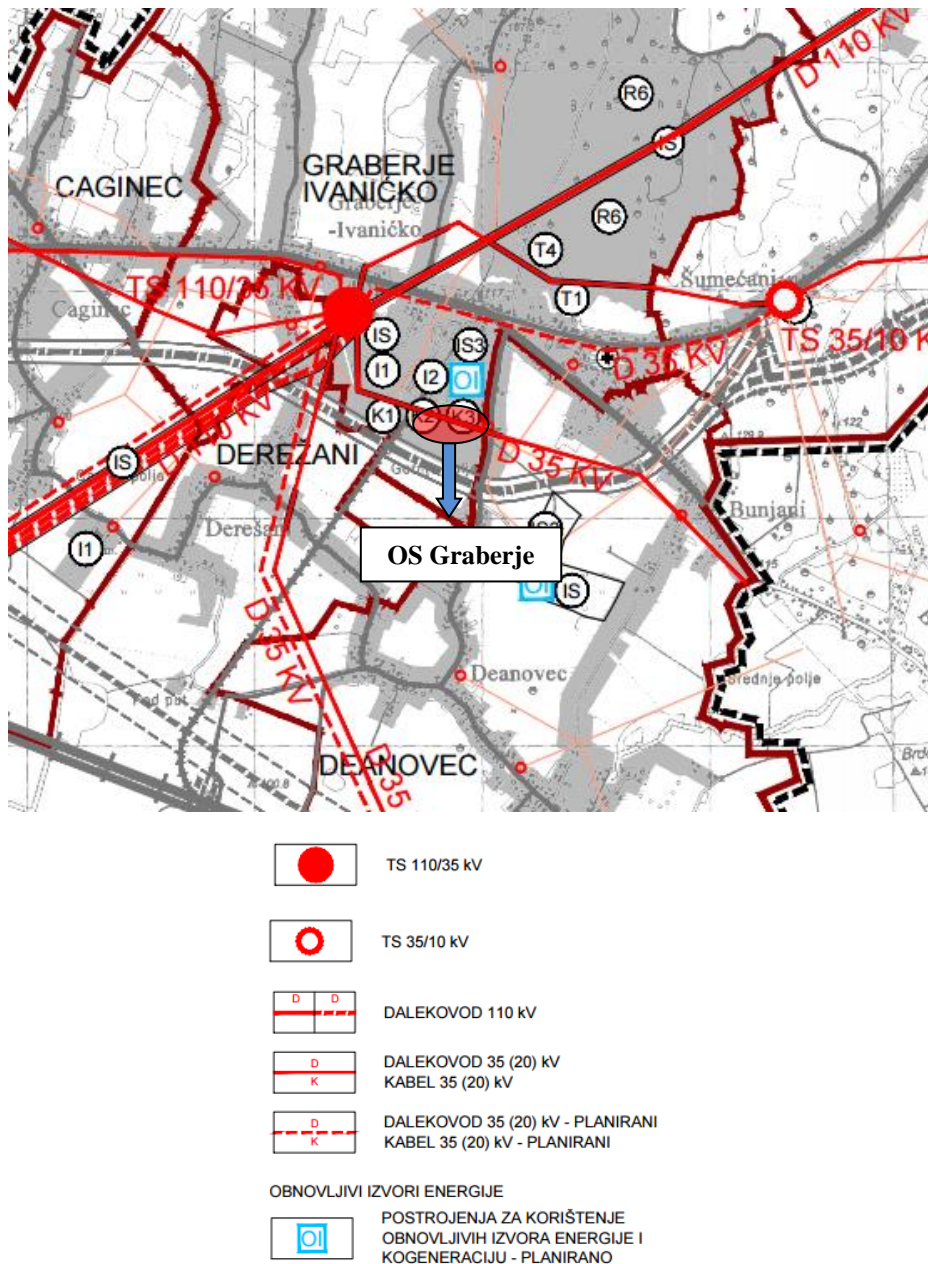 D 110 KV
R6
IS
GRABERJE
IVANIČKO
CAGINEC
Graberje
-Ivaničko
R6
T4
Šumećani
TS 110/35 KV
T1
Caginec
IS
IS3
TS 35/10 K
D 35 KV
I1
I2
OI
K1
K2
K3
122
DEREŽANI
D 35 KV
IS
Bunjani
Derežani
OS Graberje
I1
OI
IS
D 35 KV
Deanovec
Srednje polje
DEANOVEC
D 35
TS 110/35 kV
TS 35/10 kV
D D
DALEKOVOD 110 kV
D
K
DALEKOVOD 35 (20) kV
KABEL 35 (20) kV
D
K
DALEKOVOD 35 (20) kV - PLANIRANI
KABEL 35 (20) kV - PLANIRANI
OBNOVLJIVI IZVORI ENERGIJE
OI
POSTROJENJA ZA KORIŠTENJE
OBNOVLJIVIH IZVORA ENERGIJE I
KOGENERACIJU - PLANIRANO